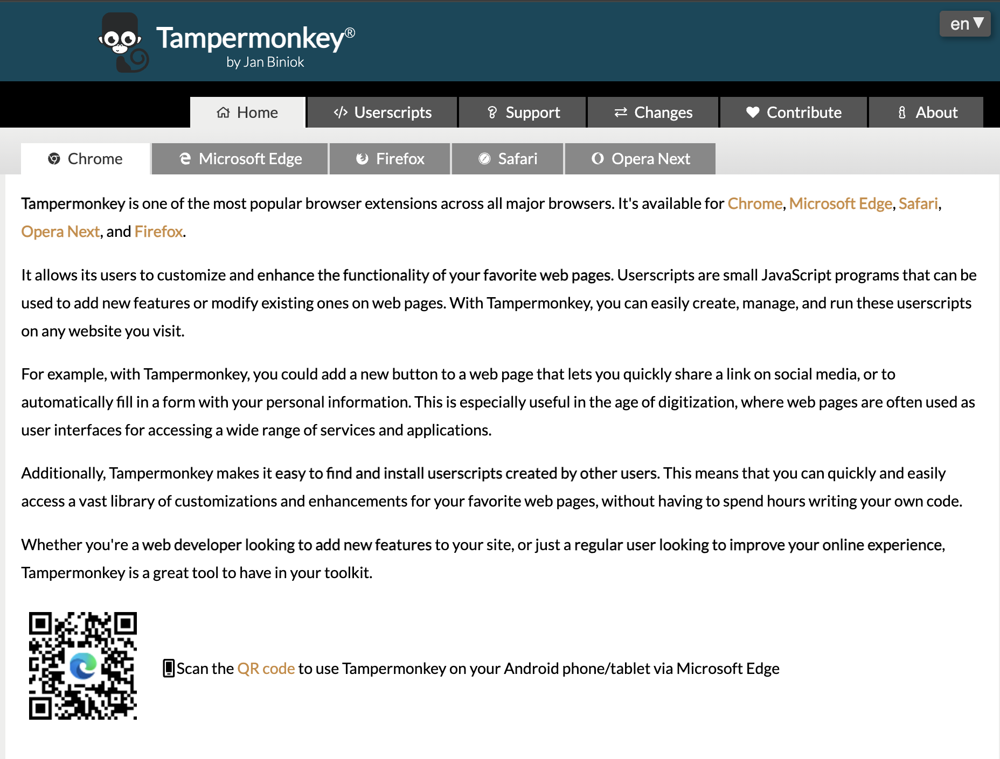 Tampermonkey®
by Jan Biniok
en
Home
Userscripts
Support
Changes
Contribute
About
Chrome
Microsoft Edge
Firefox
Safari
Opera Next
Tampermonkey is one of the most popular browser extensions across all major browsers. It's available for Chrome, Microsoft Edge, Safari,
Opera Next, and Firefox.
It allows its users to customize and enhance the functionality of your favorite web pages. Userscripts are small JavaScript programs that can be
used to add new features or modify existing ones on web pages. With Tampermonkey, you can easily create, manage, and run these userscripts
on any website you visit.
For example, with Tampermonkey, you could add a new button to a web page that lets you quickly share a link on social media, or to
automatically fill in a form with your personal information. This is especially useful in the age of digitization, where web pages are often used as
user interfaces for accessing a wide range of services and applications.
Additionally, Tampermonkey makes it easy to find and install userscripts created by other users. This means that you can quickly and easily
access a vast library of customizations and enhancements for your favorite web pages, without having to spend hours writing your own code.
Whether you're a web developer looking to add new features to your site, or just a regular user looking to improve your online experience,
Tampermonkey is a great tool to have in your toolkit.
Scan the QR code to use Tampermonkey on your Android phone/tablet via Microsoft Edge